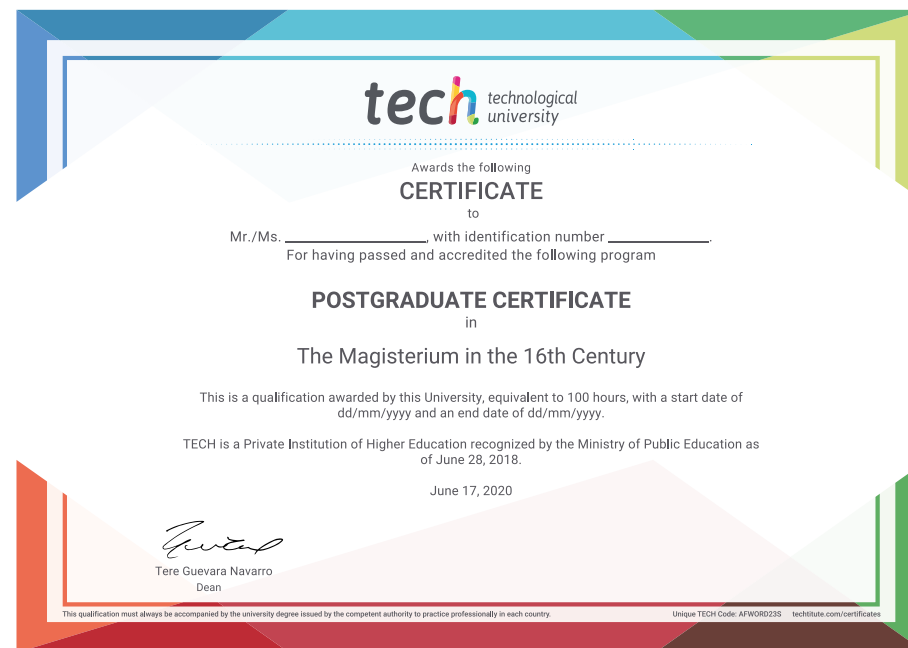 tech technological
university
Awards the following
CERTIFICATE
to
Mr./Ms. ____________, with identification number ____________.
For having passed and accredited the following program
POSTGRADUATE CERTIFICATE
in
The Magisterium in the 16th Century
This is a qualification awarded by this University, equivalent to 100 hours, with a start date of
dd/mm/yyyy and an end date of dd/mm/yyyy.
TECH is a Private Institution of Higher Education recognized by the Ministry of Public Education as
of June 28, 2018.
June 17, 2020
Tere Guevara Navarro
Dean
This qualification must always be accompanied by the university degree issued by the competent authority to practice professionally in each country. Unique TECH Code: AFWORD23S techtitute.com/certificates